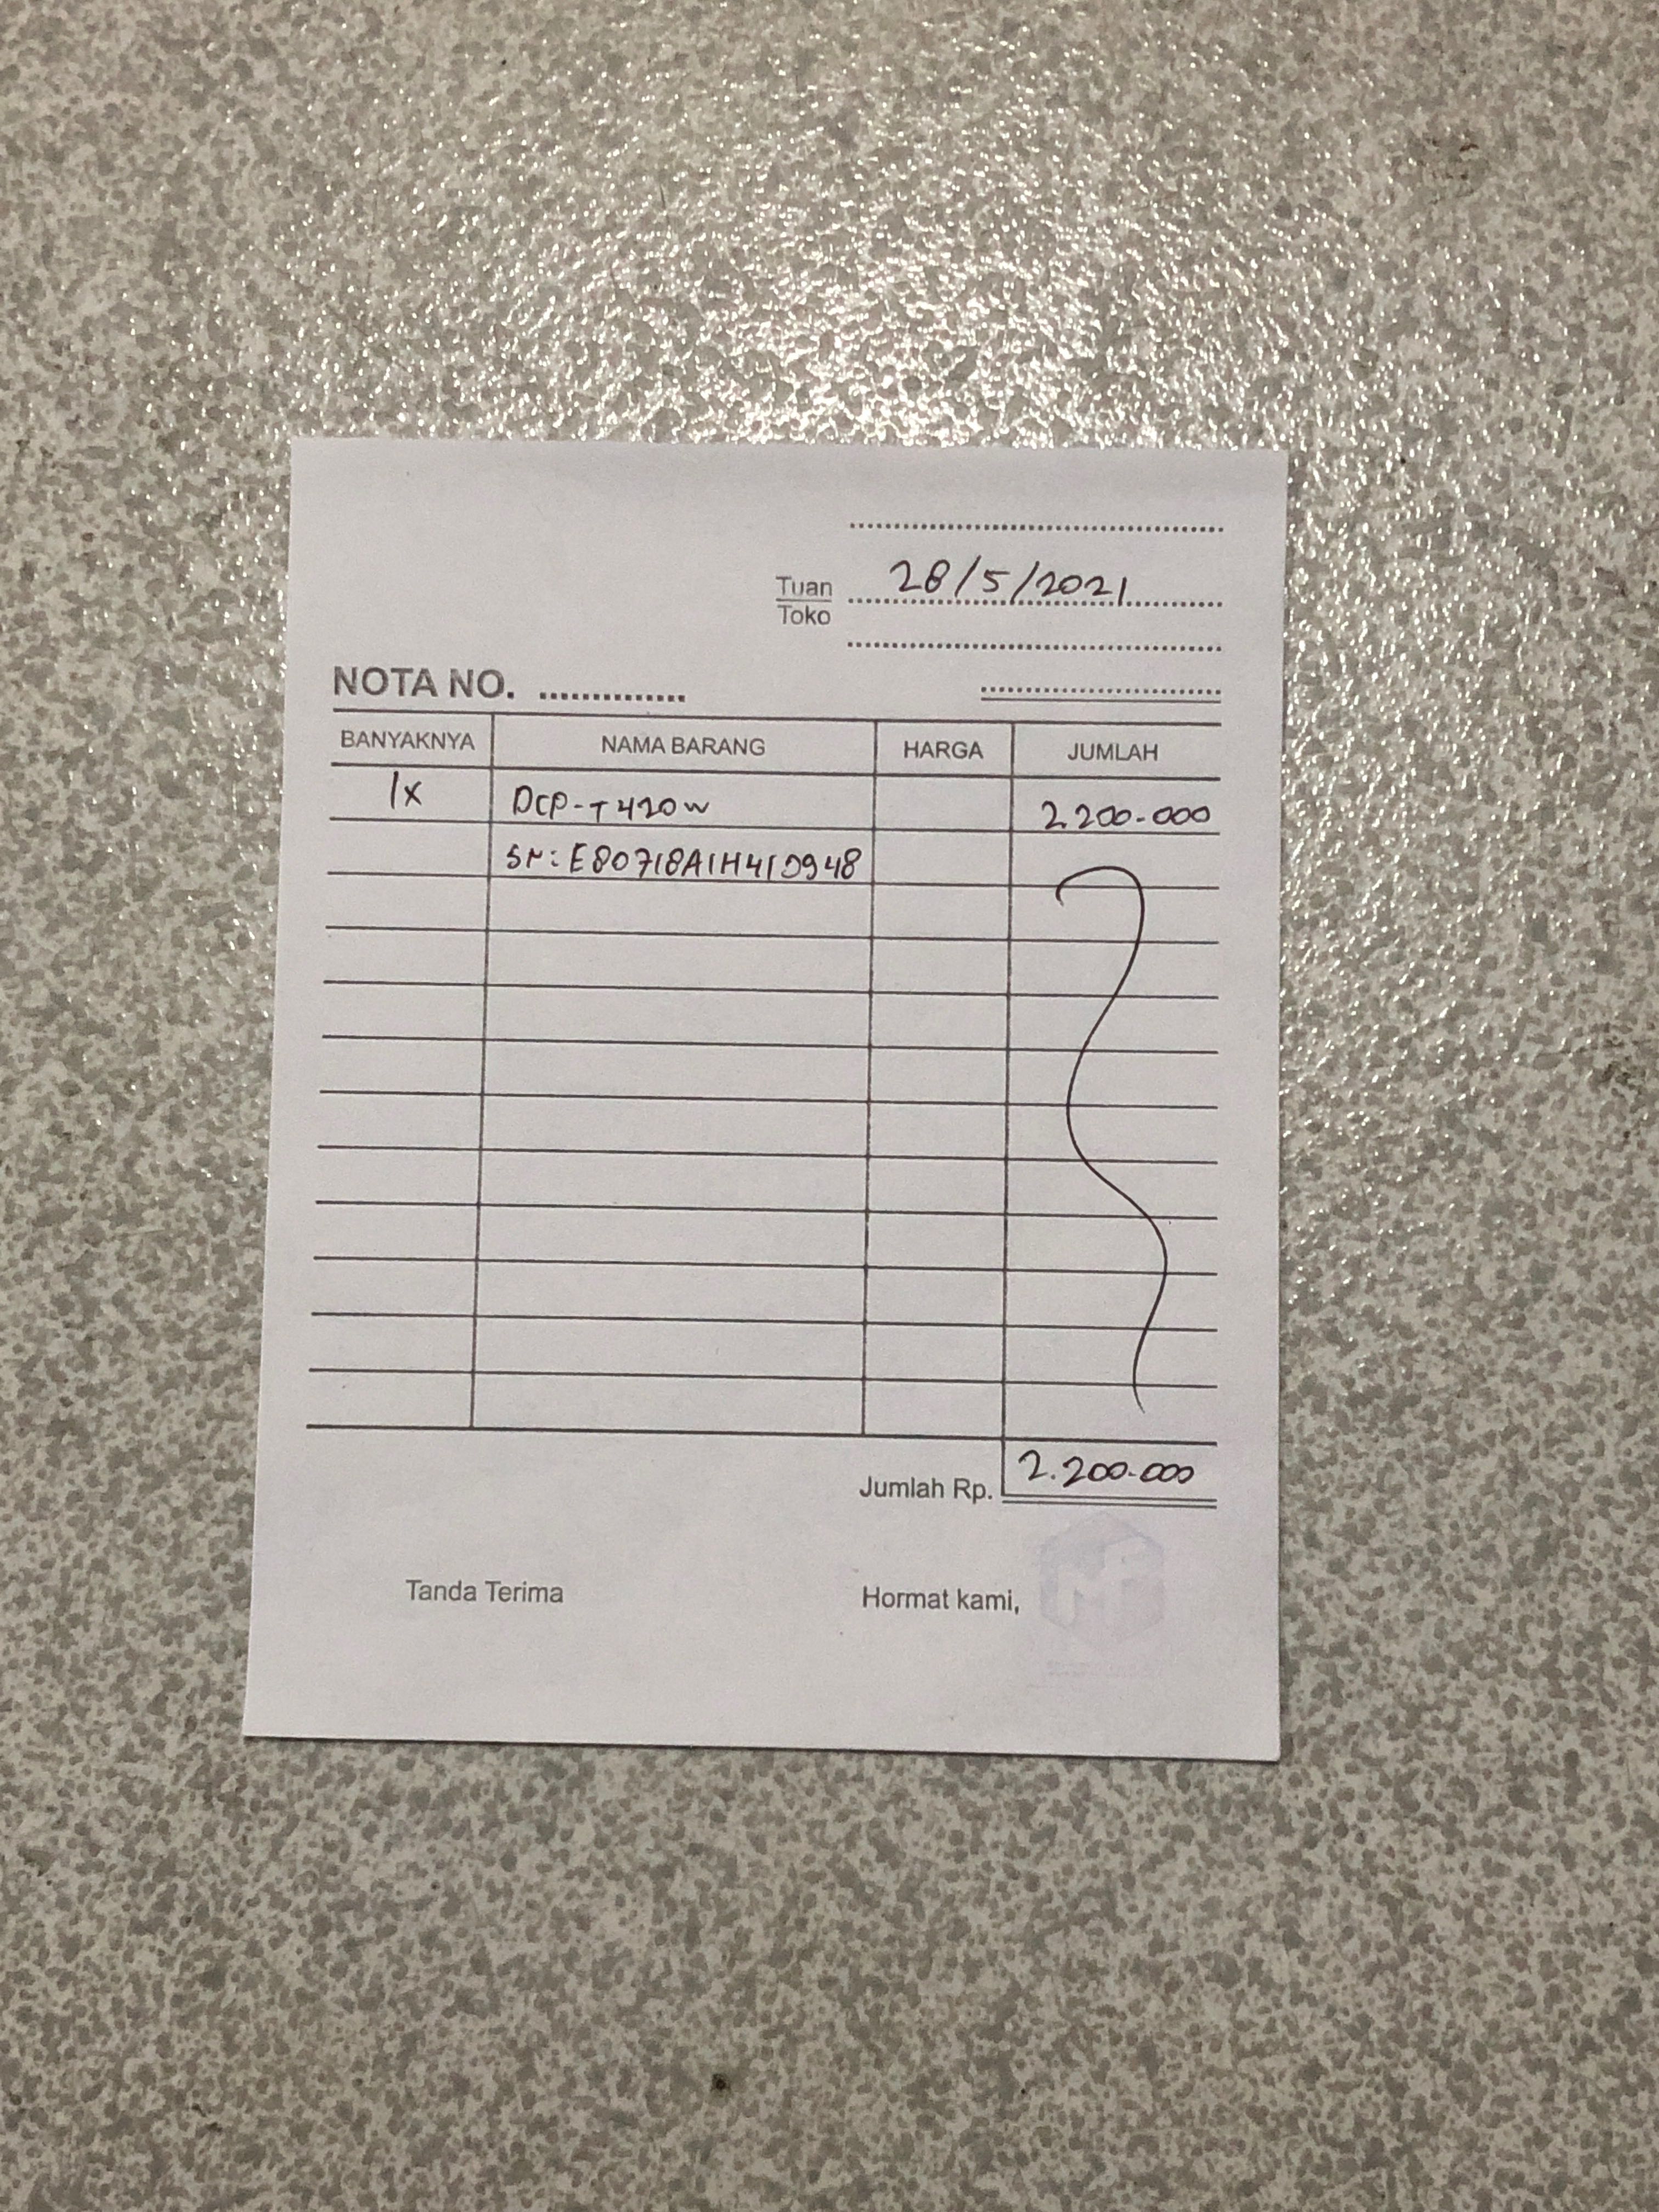 28/5/2021
Tuan
Toko
NOTA NO.
BANYAKNYA NAMA BARANG HARGA JUMLAH
1x DCP-T420W 2.200.000
SN: E80718A1H410948
Jumlah Rp. 2.200.000
Tanda Terima Hormat kami,